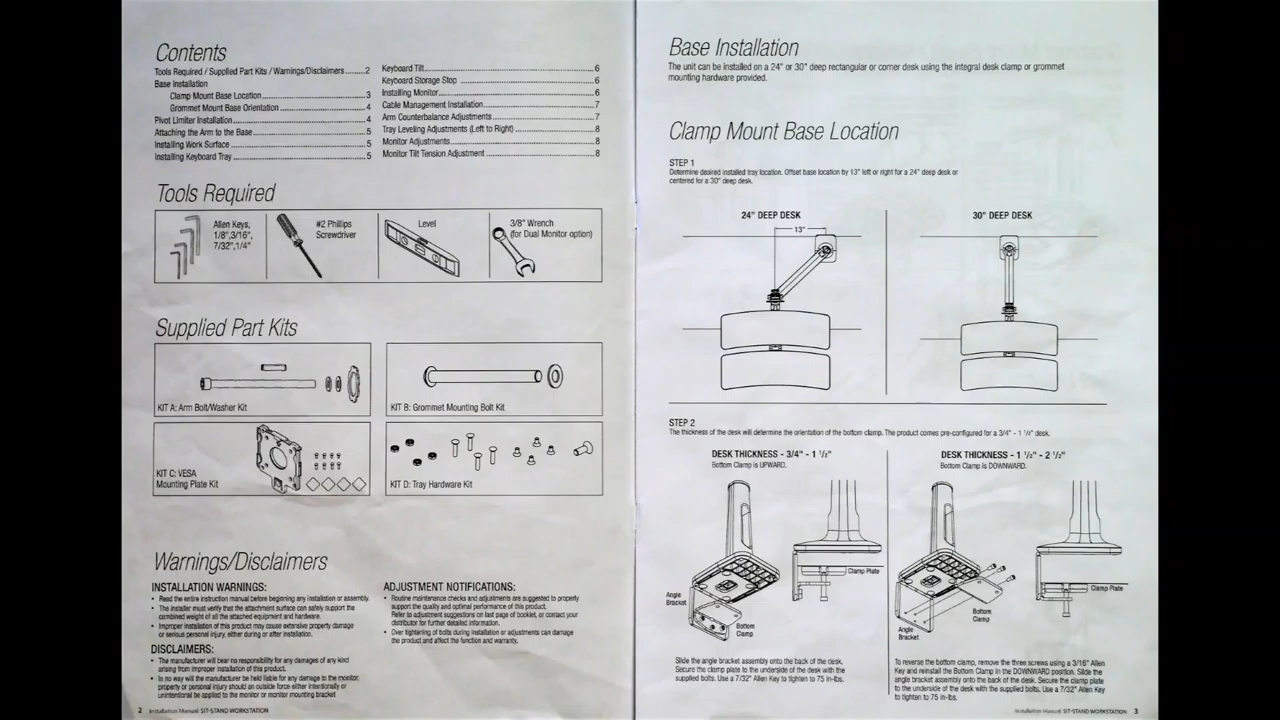 Contents
Tools Required / Supplied Part Kits / Warnings/Disclaimers ........ 2
Base Installation
Clamp Mount Base Location ........ 3
Grommet Mount Base Orientation ........ 4
Pivot Limiter Installation ........ 4
Attaching the Arm to the Base ........ 5
Installing Work Surface ........ 5
Installing Keyboard Tray ........ 5
Keyboard Tilt ........ 6
Keyboard Storage Stop ........ 6
Installing Monitor ........ 6
Cable Management Installation ........ 7
Arm Counterbalance Adjustments ........ 7
Tray Leveling Adjustments (Left to Right) ........ 8
Monitor Adjustments ........ 8
Monitor Tilt Tension Adjustment ........ 8
Tools Required
Allen Keys,
1/8",3/16",
7/32",1/4"
#2 Phillips
Screwdriver
Level
3/8" Wrench
(for Dual Monitor option)
Supplied Part Kits
KIT A: Arm Bolt/Washer Kit
KIT B: Grommet Mounting Bolt Kit
KIT C: VESA
Mounting Plate Kit
KIT D: Tray Hardware Kit
Warnings/Disclaimers
INSTALLATION WARNINGS:
• Read the entire instruction manual before beginning any installation or assembly.
• The installer must verify that the attachment surface can safely support the
combined weight of all the attached equipment and hardware.
• Improper installation of this product may cause extensive property damage
or serious personal injury, either during or after installation.
DISCLAIMERS:
• The manufacturer will bear no responsibility for any damages of any kind
arising from improper installation of this product.
• In no way will the manufacturer be held liable for any damage to the monitor,
property or personal injury should an outside force either intentionally or
unintentional be applied to the monitor or monitor mounting bracket
ADJUSTMENT NOTIFICATIONS:
• Routine maintenance checks and adjustments are suggested to properly
support the quality and optimal performance of this product.
Refer to adjustment suggestions on last page of booklet, or contact your
distributor for further detailed information.
• Over tightening of bolts during installation or adjustments can damage
the product and affect the function and warranty.
2 Installation Manual: SIT-STAND WORKSTATION
Base Installation
The unit can be installed on a 24" or 30" deep rectangular or corner desk using the integral desk clamp or grommet
mounting hardware provided.
Clamp Mount Base Location
STEP 1
Determine desired installed tray location. Offset base location by 13" left or right for a 24" deep desk or
centered for a 30" deep desk.
24" DEEP DESK
13"
30" DEEP DESK
STEP 2
The thickness of the desk will determine the orientation of the bottom clamp. The product comes pre-configured for a 3/4" - 1 1/2" desk.
DESK THICKNESS - 3/4" - 1 1/2"
Bottom Clamp is UPWARD.
Clamp Plate
Angle
Bracket
Bottom
Clamp
Slide the angle bracket assembly onto the back of the desk.
Secure the clamp plate to the underside of the desk with the
supplied bolts. Use a 7/32" Allen Key to tighten to 75 in-lbs.
DESK THICKNESS - 1 1/2" - 2 1/2"
Bottom Clamp is DOWNWARD.
Clamp Plate
Bottom
Clamp
Angle
Bracket
To reverse the bottom clamp, remove the three screws using a 3/16" Allen
Key and reinstall the Bottom Clamp in the DOWNWARD position. Slide the
angle bracket assembly onto the back of the desk. Secure the clamp plate
to the underside of the desk with the supplied bolts. Use a 7/32" Allen Key
to tighten to 75 in-lbs.
Installation Manual: SIT-STAND WORKSTATION 3